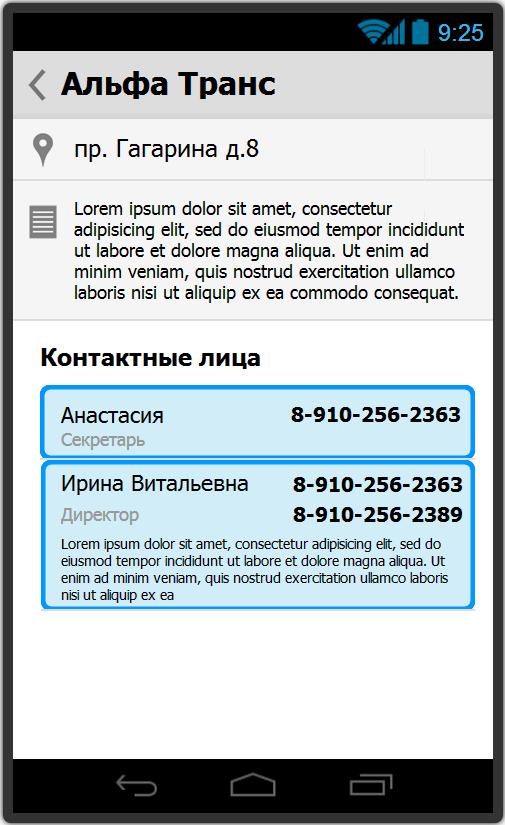 9:25
Альфа Транс
пр. Гагарина д.8
Lorem ipsum dolor sit amet, consectetur
adipisicing elit, sed do eiusmod tempor incididunt
ut labore et dolore magna aliqua. Ut enim ad
minim veniam, quis nostrud exercitation ullamco
laboris nisi ut aliquip ex ea commodo consequat.
Контактные лица
Анастасия 8-910-256-2363
Секретарь
Ирина Витальевна 8-910-256-2363
Директор 8-910-256-2389
Lorem ipsum dolor sit amet, consectetur adipisicing elit, sed do
eiusmod tempor incididunt ut labore et dolore magna aliqua. Ut
enim ad minim veniam, quis nostrud exercitation ullamco laboris
nisi ut aliquip ex ea